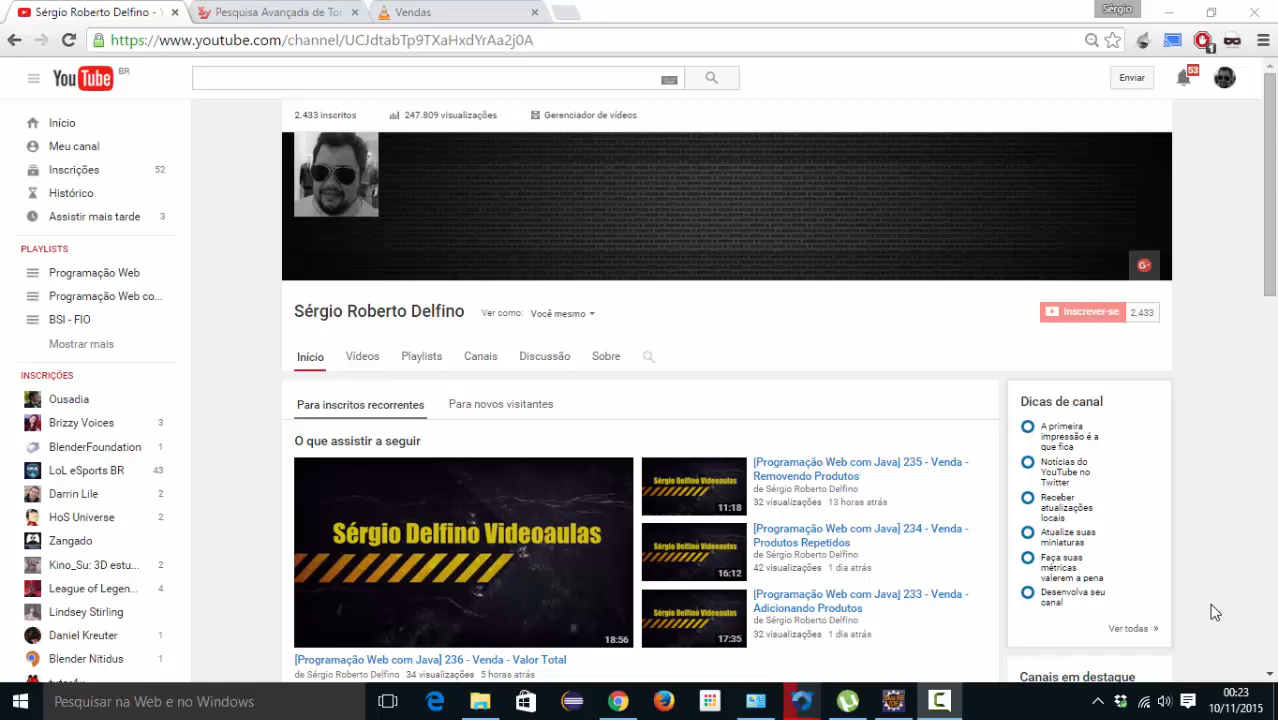 Sérgio Roberto Delfino - V
Pesquisa Avançada de Tor
Vendas
Sérgio
https://www.youtube.com/channel/UCJdtabTp9TXaHxdYrAa2j0A
1
YouTube BR
Enviar
53
Início
Meu canal
Inscrições 52
Histórico
Assistir mais tarde 3
PLAYLISTS
Programação Web
Programação Web co...
BSI - FIO
Mostrar mais
INSCRIÇÕES
Ousadia
Brizzy Voices 3
BlenderFoundation 1
LoL eSports BR 43
Darrin Lile 2
HoS Universe 2
Zangado
Kino_Su: 3D estu... 2
League of Legen... 4
Lindsey Stirling
Daniel Kreuter 1
Blender Nitidus 1
2.433 inscritos
247.809 visualizações
Gerenciador de vídeos
Sérgio Roberto Delfino
Ver como: Você mesmo
Inscrever-se 2.433
Início Vídeos Playlists Canais Discussão Sobre
Para inscritos recorrentes
Para novos visitantes
O que assistir a seguir
Sérgio Delfino Videoaulas
18:56
[Programação Web com Java] 236 - Venda - Valor Total
de Sérgio Roberto Delfino 34 visualizações 5 horas atrás
Sérgio Delfino Videoaulas
11:18
[Programação Web com Java] 235 - Venda -
Removendo Produtos
de Sérgio Roberto Delfino
32 visualizações 13 horas atrás
Sérgio Delfino Videoaulas
16:12
[Programação Web com Java] 234 - Venda -
Produtos Repetidos
de Sérgio Roberto Delfino
42 visualizações 1 dia atrás
Sérgio Delfino Videoaulas
17:35
[Programação Web com Java] 233 - Venda -
Adicionando Produtos
de Sérgio Roberto Delfino
32 visualizações 1 dia atrás
Dicas de canal
A primeira
impressão é a
que fica
Notícias do
YouTube no
Twitter
Receber
atualizações
locais
Atualize suas
miniaturas
Faça suas
métricas
valerem a pena
Desenvolva seu
canal
Ver todas »
Canais em destaque
Pesquisar na Web e no Windows
00:23
10/11/2015